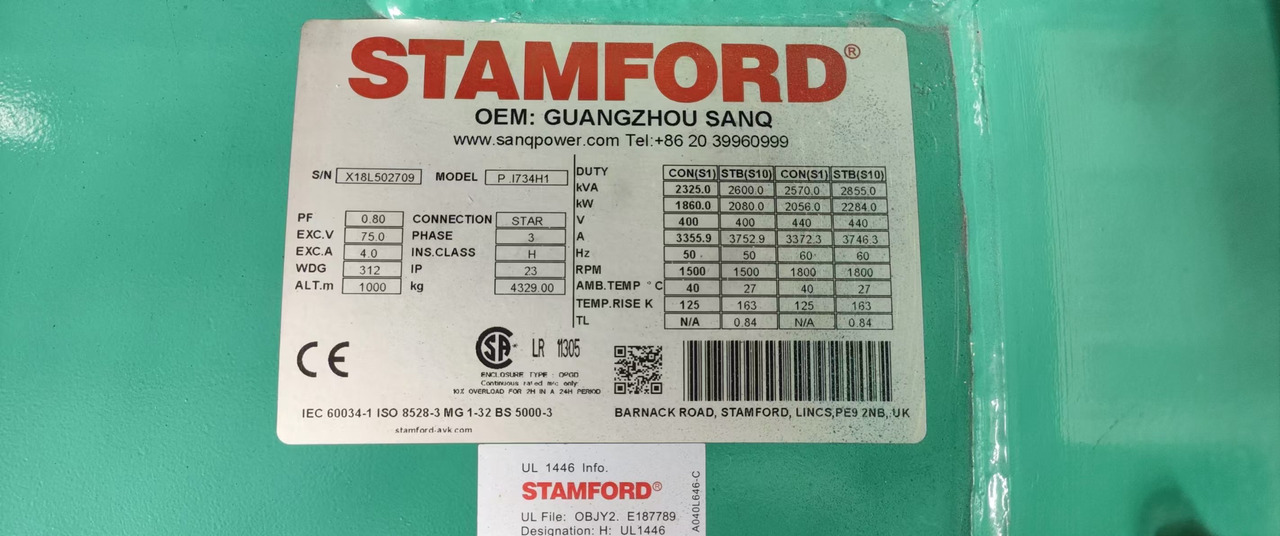 STAMFORD®
OEM: GUANGZHOU SANQ
www.sanqpower.com Tel:+86 20 39960999
S/N X18L502709 MODEL P I734H1
PF 0.80 CONNECTION STAR
EXC.V 75.0 PHASE 3
EXC.A 4.0 INS.CLASS H
WDG 312 IP 23
ALT.m 1000 kg 4329.00
DUTY CON(S1) STB(S10) CON(S1) STB(S10)
kVA 2325.0 2600.0 2570.0 2855.0
kW 1860.0 2080.0 2056.0 2284.0
V 400 400 440 440
A 3355.9 3752.9 3372.3 3746.3
Hz 50 50 60 60
RPM 1500 1500 1800 1800
AMB.TEMP °C 40 27 40 27
TEMP.RISE K 125 163 125 163
TL N/A 0.84 N/A 0.84
CE
SA LR 11305
ENCLOSURE TYPE : OPGD
Continuous rated only:
10% OVERLOAD FOR 2H IN A 24H PERIOD
IEC 60034-1 ISO 8528-3 MG 1-32 BS 5000-3
BARNACK ROAD, STAMFORD, LINCS,PE9 2NB, UK
stamford-avk.com
UL 1446 Info.
STAMFORD®
UL File: OBJY2. E187789
Designation: H: UL1446
A040L646-C